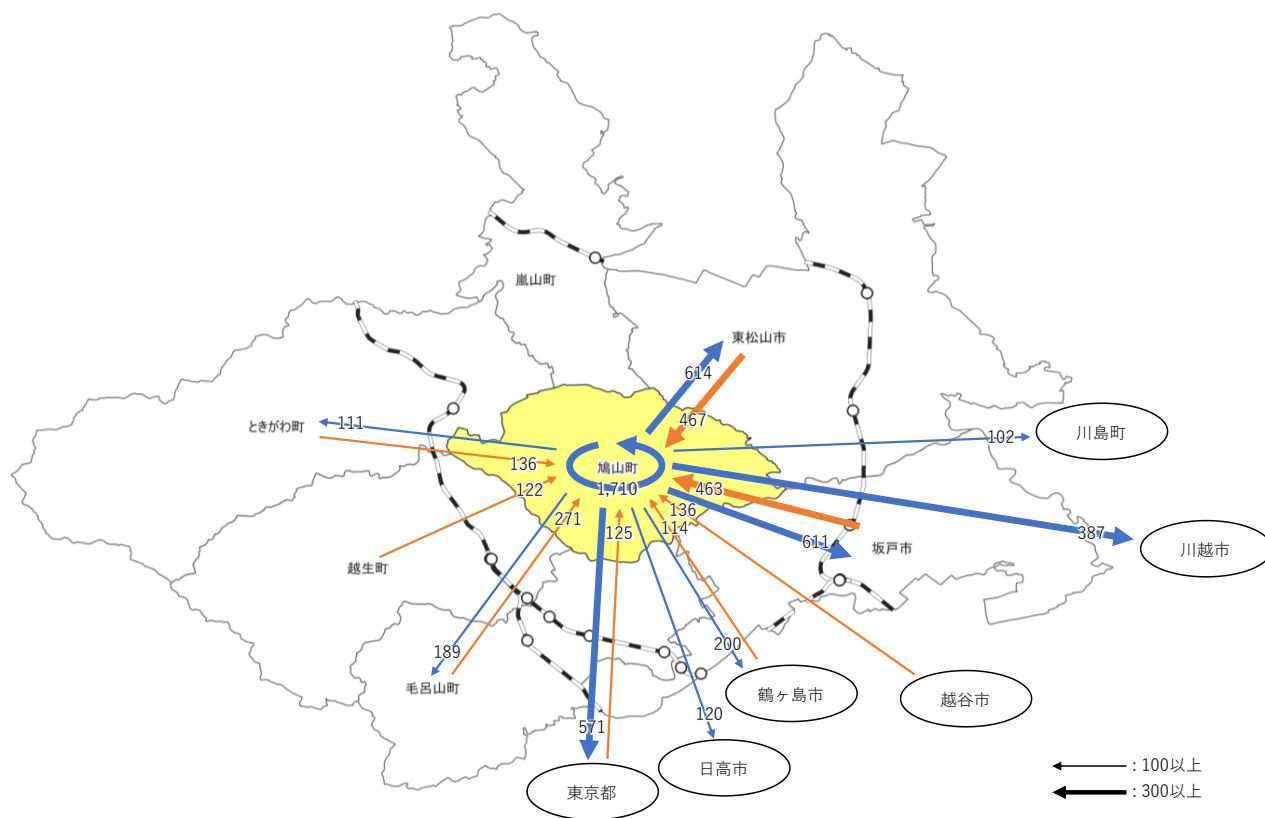 嵐山町
東松山市
614
467
ときがわ町
111
136
122
鳩山町
1,710
102
川島町
463
136
114
271
125
611
387
川越市
坂戸市
越生町
189
毛呂山町
200
鶴ヶ島市
越谷市
120
日高市
571
東京都
: 100以上
: 300以上